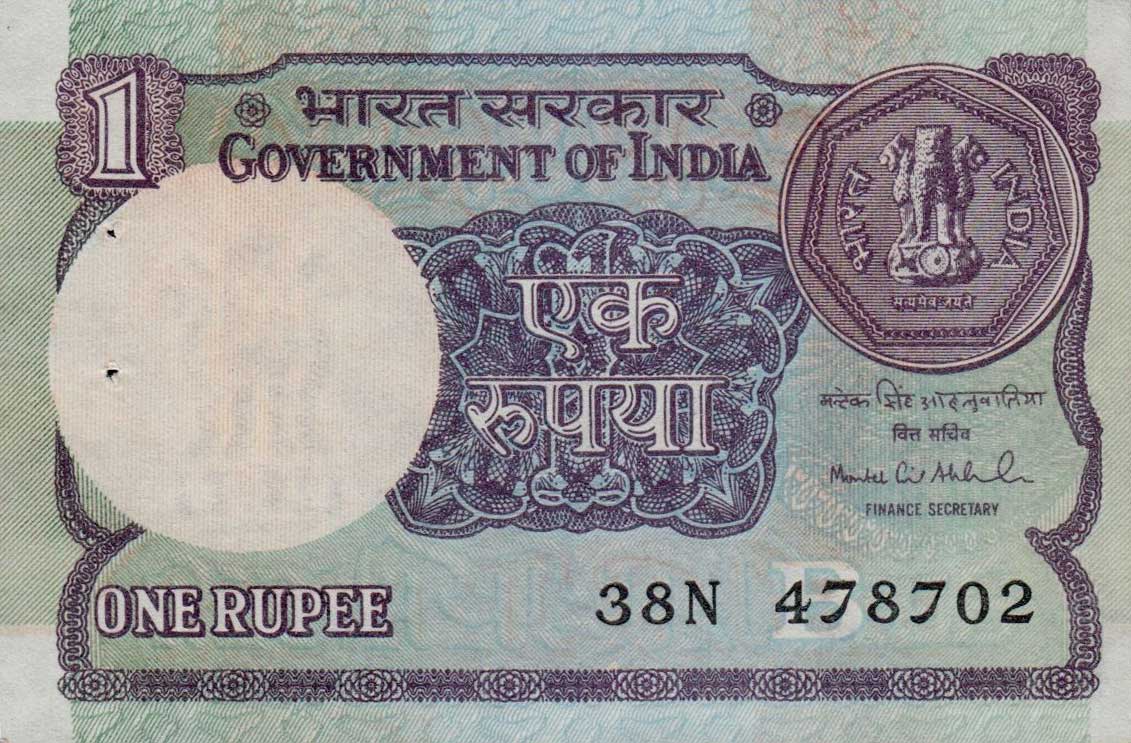 1
भारत सरकार
GOVERNMENT OF INDIA
भारत
INDIA
सत्यमेव जयते
एक
रुपया
मन्टेक सिंह आहलुवालिया
वित्त सचिव
FINANCE SECRETARY
ONE RUPEE
B
38N 478702